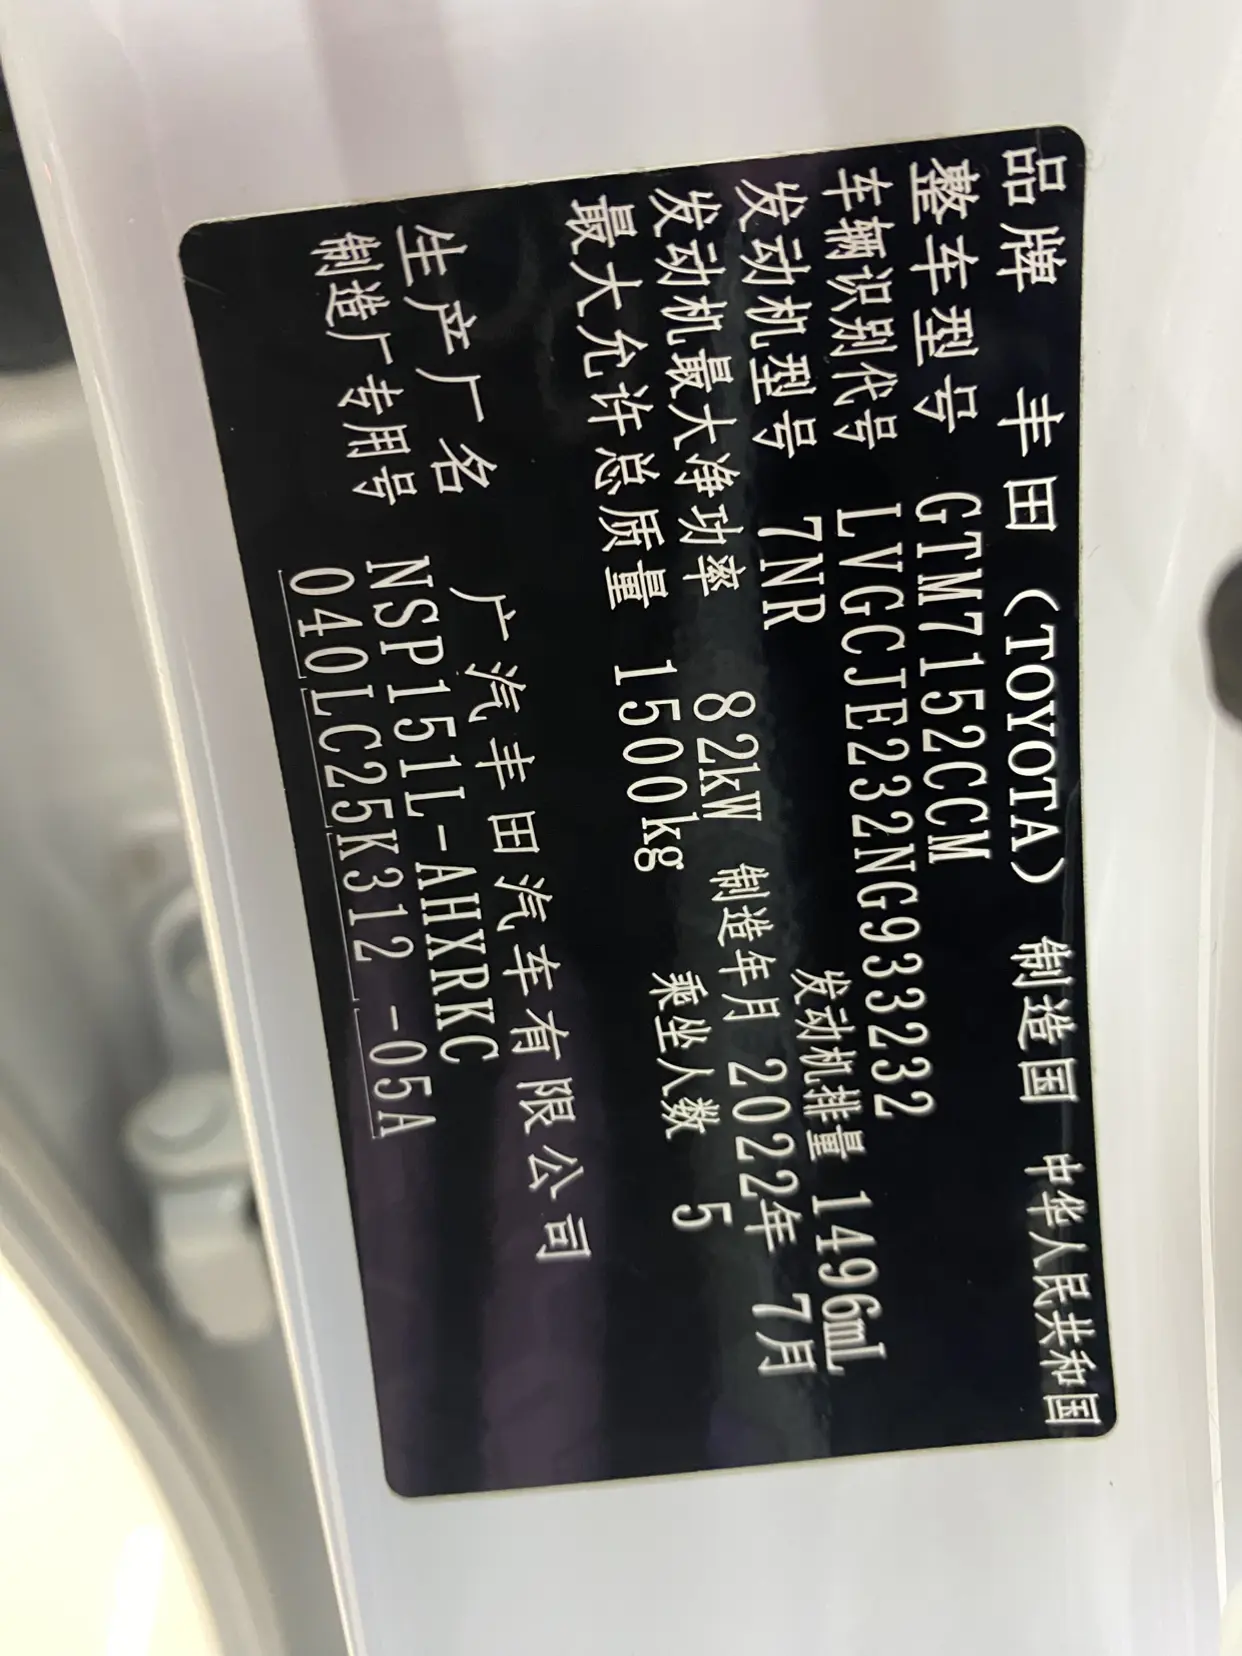 品牌 丰田（TOYOTA） 制造国 中华人民共和国
整车型号 GTM7152CCM
车辆识别代号 LVGCJE232NG933232
发动机型号 7NR 发动机排量 1496mL
发动机最大净功率 82kW 制造年月 2022年 7月
最大允许总质量 1500kg 乘坐人数 5
生产厂名 广汽丰田汽车有限公司
制造厂专用号 NSP151L-AHXRKC
040LC25K312 -05A